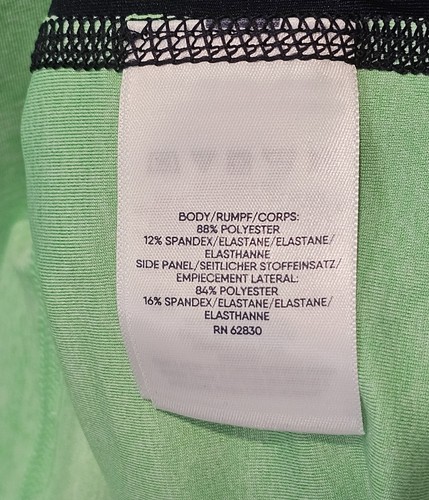 BODY/RUMPF/CORPS:
88% POLYESTER
12% SPANDEX/ELASTANE/ELASTANE/
ELASTHANNE
SIDE PANEL/SEITLICHER STOFFEINSATZ/
EMPIECEMENT LATERAL:
84% POLYESTER
16% SPANDEX/ELASTANE/ELASTANE/
ELASTHANNE
RN 62830